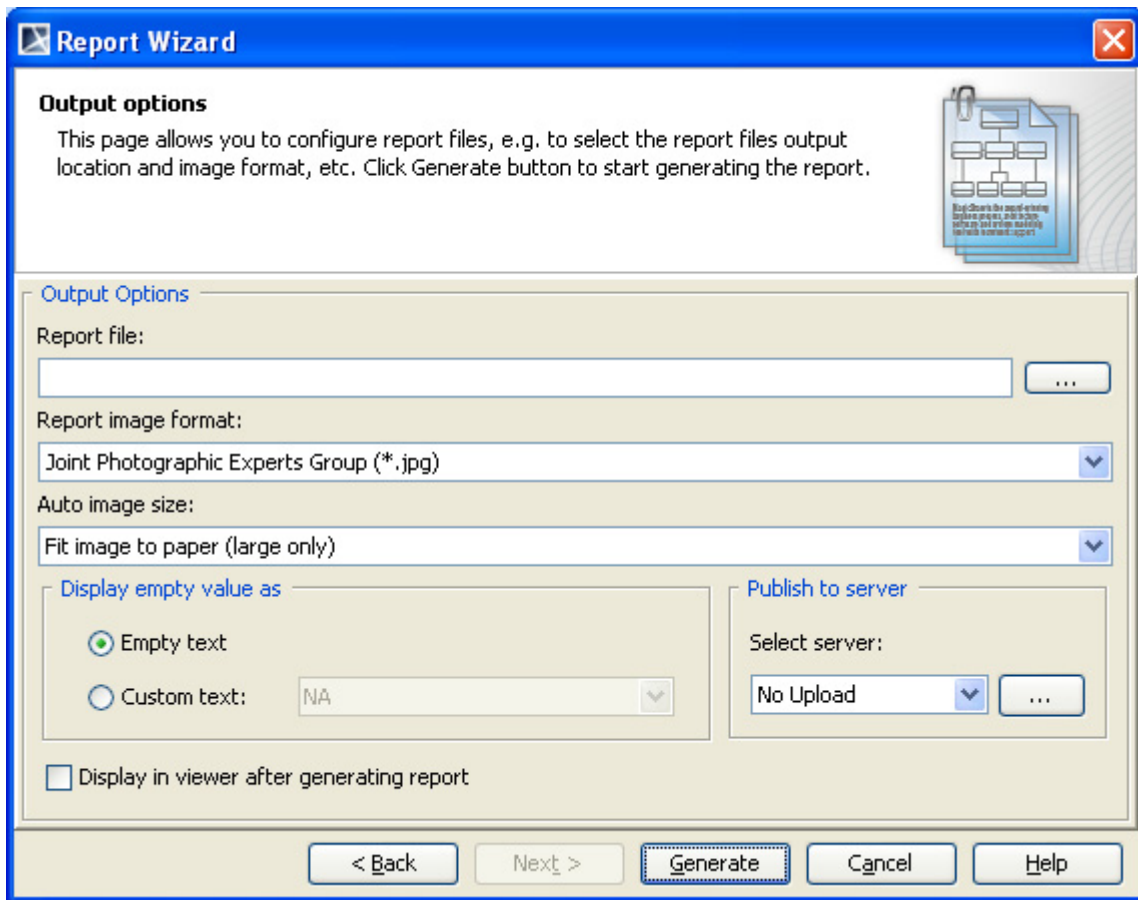 Report Wizard
Output options
This page allows you to configure report files, e.g. to select the report files output
location and image format, etc. Click Generate button to start generating the report.
Output Options
Report file:
...
Report image format:
Joint Photographic Experts Group (*.jpg)
Auto image size:
Fit image to paper (large only)
Display empty value as
Empty text
Custom text:
NA
Publish to server
Select server:
No Upload
...
Display in viewer after generating report
< Back
Next >
Generate
Cancel
Help